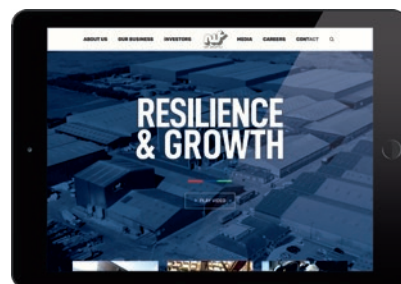 ABOUT US OUR BUSINESS INVESTORS MEDIA CAREERS CONTACT
RESILIENCE
& GROWTH
PLAY VIDEO